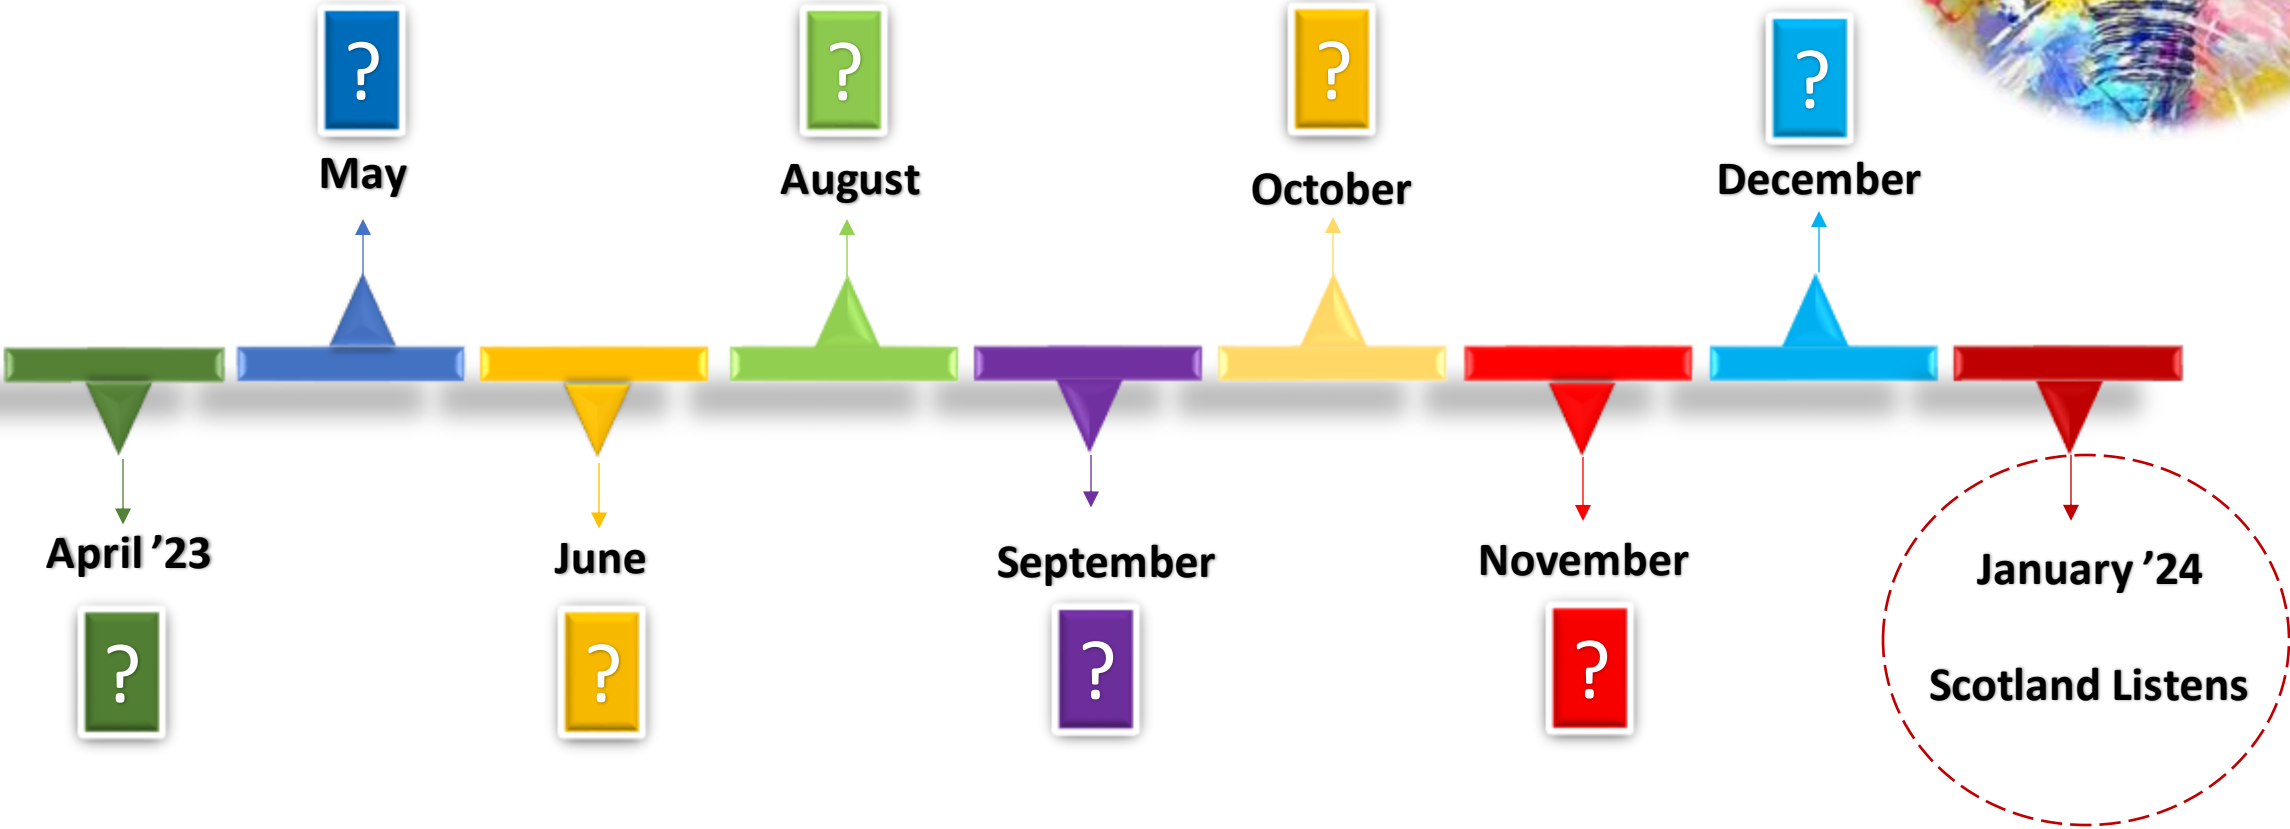 ?
?
?
?
May
August
October
December
April ’23
June
September
November
January ’24
?
?
?
?
Scotland Listens